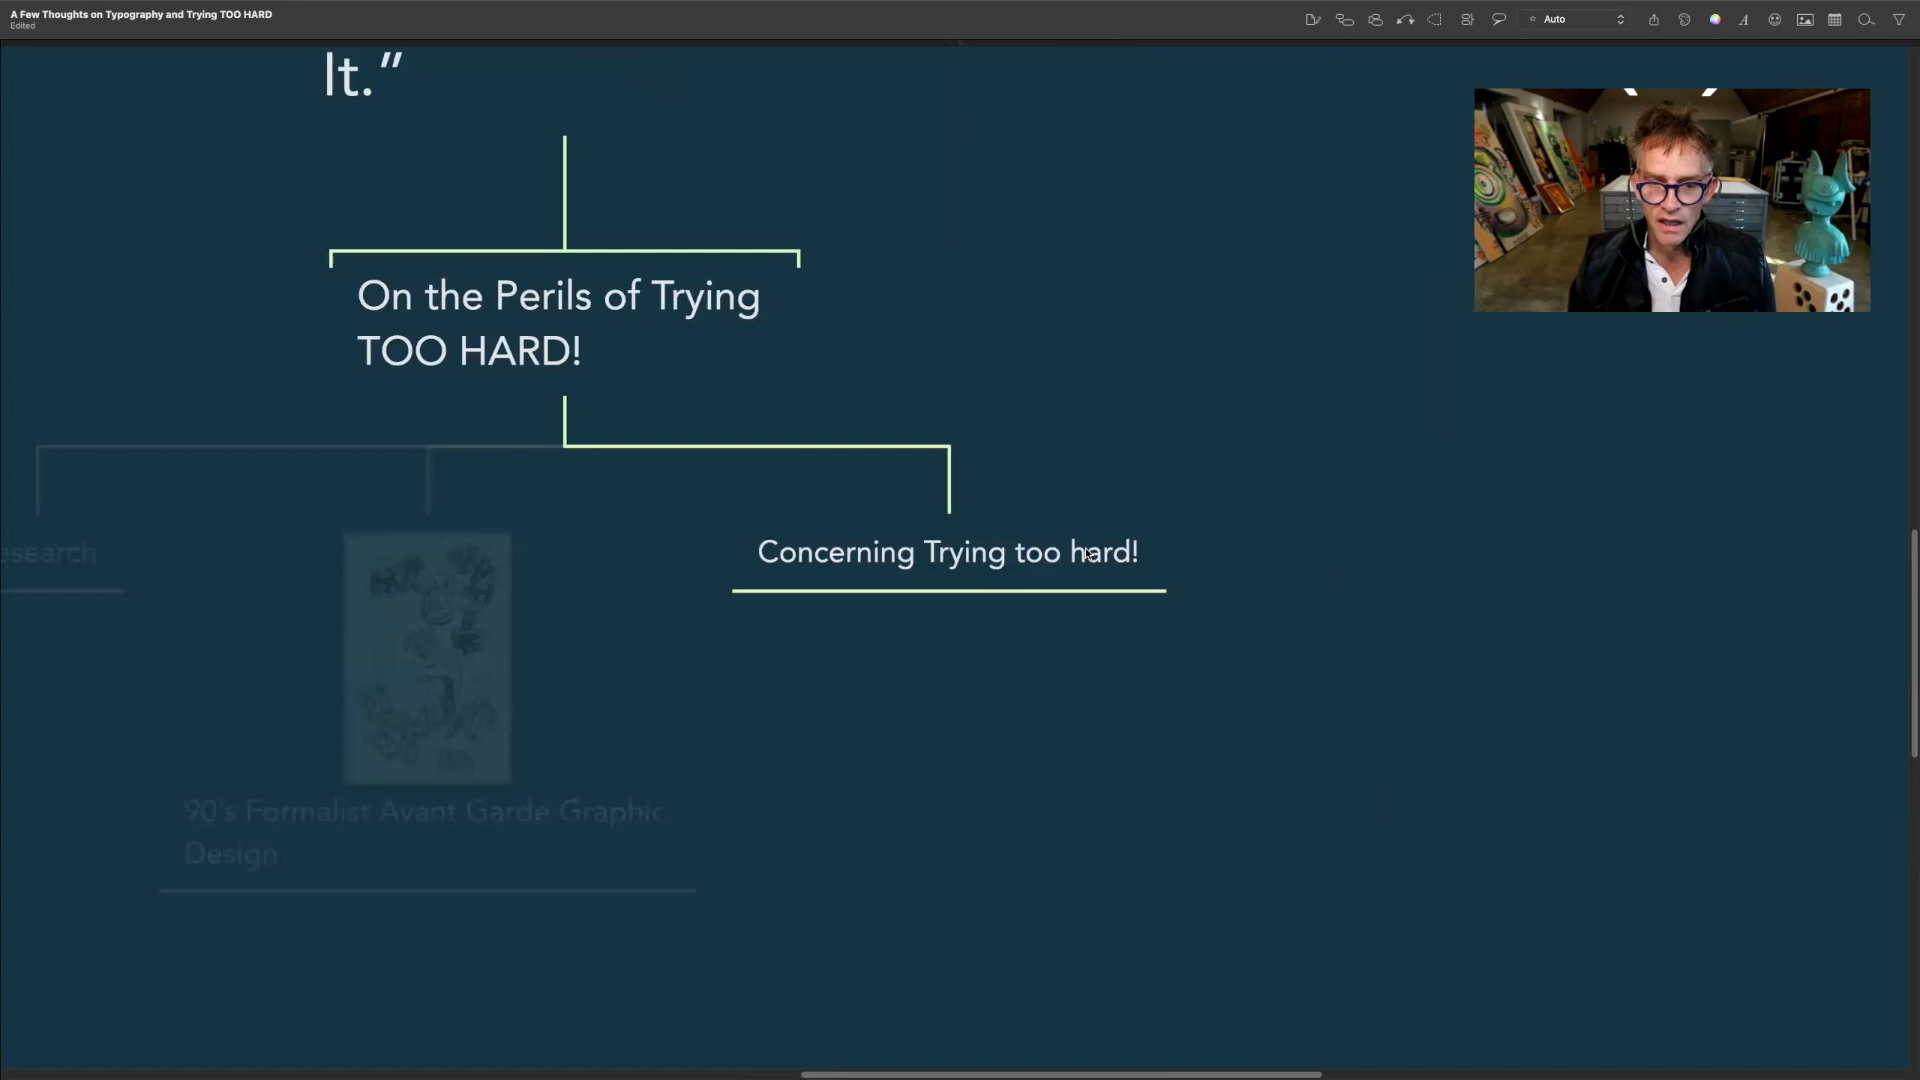 A Few Thoughts on Typography and Trying TOO HARD
Edited
Auto
It.”
On the Perils of Trying
TOO HARD!
esearch
Concerning Trying too hard!
90’s Formalist Avant Garde Graphic
Design